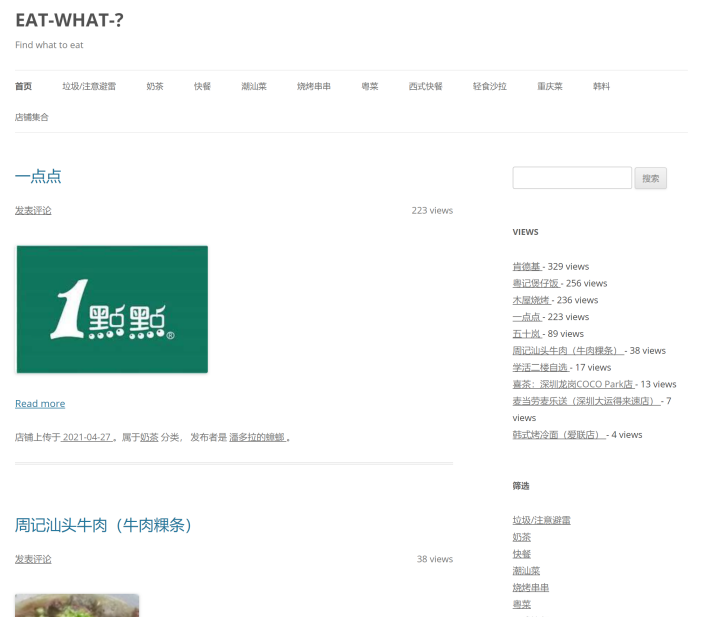 EAT-WHAT-?
Find what to eat
首页 垃圾/注意避雷 奶茶 快餐 潮汕菜 烧烤串串 粤菜 西式快餐 轻食沙拉 重庆菜 韩料
店铺集合
一点点
发表评论 223 views
1點點®
Read more
店铺上传于 2021-04-27 。属于奶茶 分类， 发布者是 潘多拉的蟑螂 。
周记汕头牛肉（牛肉粿条）
发表评论 38 views
搜索
VIEWS
肯德基 - 329 views
粤记煲仔饭 - 256 views
木屋烧烤 - 236 views
一点点 - 223 views
五十岚 - 89 views
周记汕头牛肉（牛肉粿条） - 38 views
学活二楼自选 - 17 views
喜茶：深圳龙岗COCO Park店 - 13 views
麦当劳麦乐送（深圳大运得来速店） - 7
views
韩式烤冷面（爱联店） - 4 views
筛选
垃圾/注意避雷
奶茶
快餐
潮汕菜
烧烤串串
粤菜